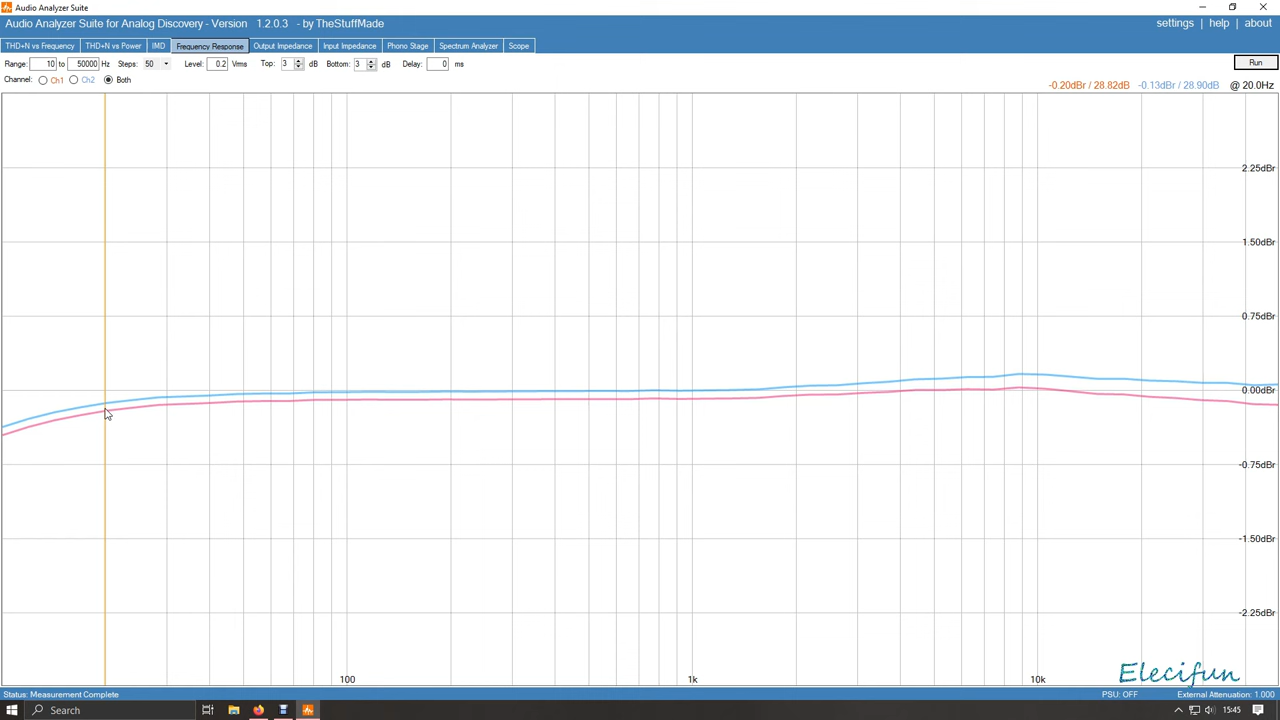 Audio Analyzer Suite
Audio Analyzer Suite for Analog Discovery - Version 1.2.0.3 - by TheStuffMade
settings | help | about
THD+N vs Frequency THD+N vs Power IMD Frequency Response Output Impedance Input Impedance Phono Stage Spectrum Analyzer Scope
Range: 10 to 50000 Hz Steps: 50 Level: 0.2 Vrms Top: 3 dB Bottom: 3 dB Delay: 0 ms
Run
Channel: Ch1 Ch2 Both
-0.20dBr / 28.82dB -0.13dBr / 28.90dB @ 20.0Hz
2.25dBr
1.50dBr
0.75dBr
0.00dBr
-0.75dBr
-1.50dBr
-2.25dBr
100 1k 10k
Elecifun
Status: Measurement Complete PSU: OFF External Attenuation: 1.000
Search 15:45